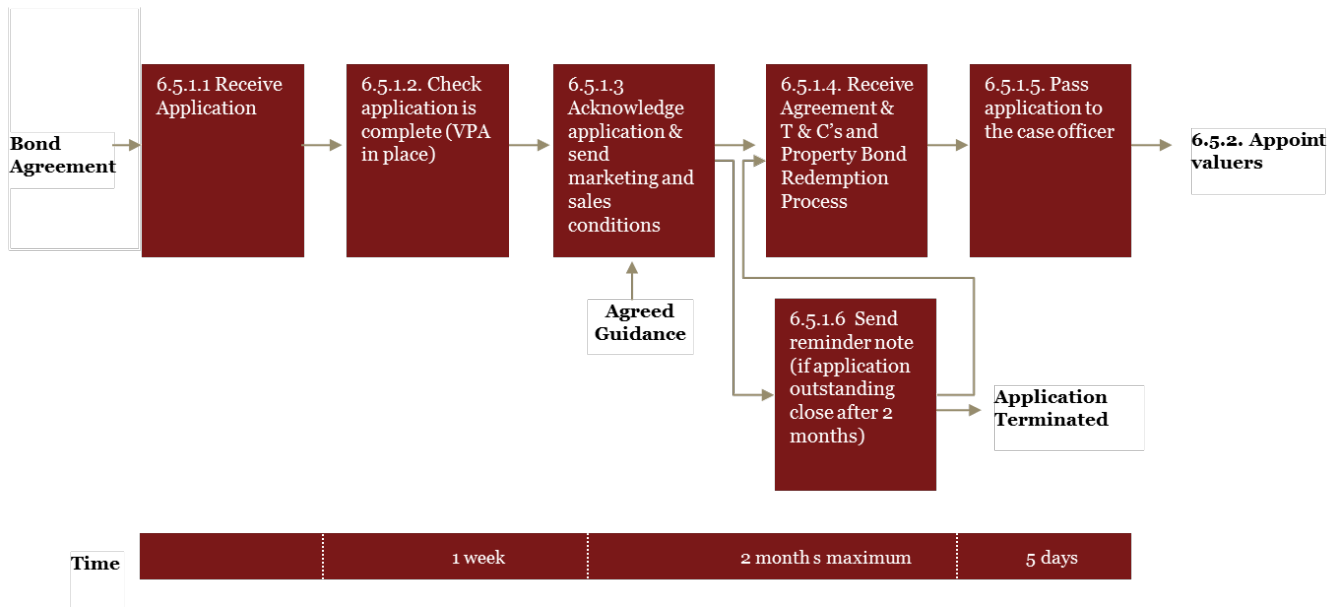 Bond
Agreement
6.5.1.1 Receive
Application
6.5.1.2. Check
application is
complete (VPA
in place)
6.5.1.3
Acknowledge
application &
send
marketing and
sales
conditions
6.5.1.4. Receive
Agreement &
T & C’s and
Property Bond
Redemption
Process
6.5.1.5. Pass
application to
the case officer
6.5.2. Appoint
valuers
Agreed
Guidance
6.5.1.6 Send
reminder note
(if application
outstanding
close after 2
months)
Application
Terminated
Time
1 week
2 month s maximum
5 days